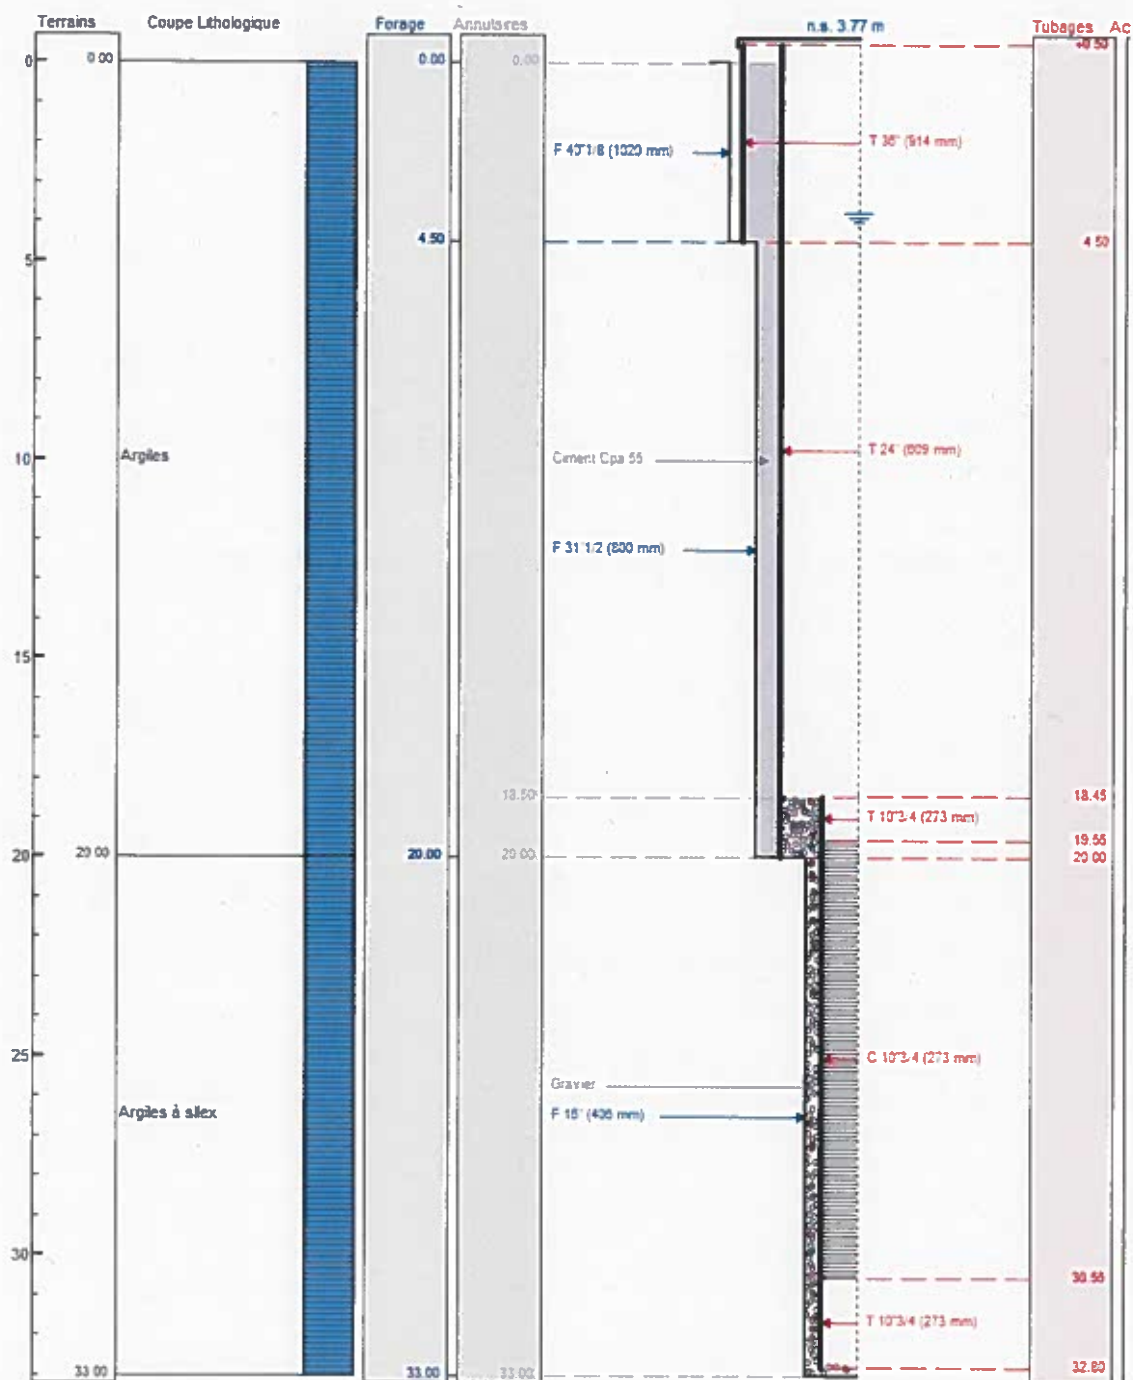 Terrains Coupe Lithologique Forage Annulaires n.s. 3.77 m Tubages Ac
0 0.00 0.00 0.00 +0.50
F 40"1/8 (1020 mm) T 36" (914 mm)
4.50 4.50
5
10 Argiles Ciment Cpa 55 T 24" (609 mm)
F 31"1/2 (800 mm)
15
18.50 18.45
T 10"3/4 (273 mm)
19.55
20 20.00 20.00 20.00 20.00
25 C 10"3/4 (273 mm)
Gravier
Argiles à silex F 16" (406 mm)
30
30.55
T 10"3/4 (273 mm)
33.00 33.00 33.00 32.80